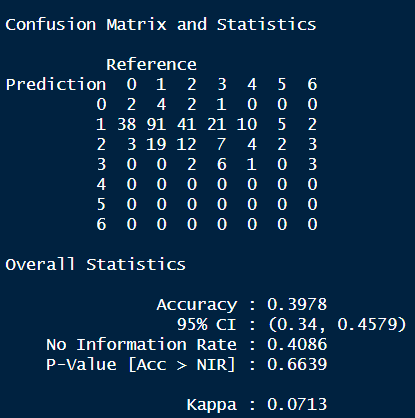 Confusion Matrix and Statistics
Reference
Prediction 0 1 2 3 4 5 6
0 2 4 2 1 0 0 0
1 38 91 41 21 10 5 2
2 3 19 12 7 4 2 3
3 0 0 2 6 1 0 3
4 0 0 0 0 0 0 0
5 0 0 0 0 0 0 0
6 0 0 0 0 0 0 0
Overall Statistics
Accuracy : 0.3978
95% CI : (0.34, 0.4579)
No Information Rate : 0.4086
P-Value [Acc > NIR] : 0.6639
Kappa : 0.0713